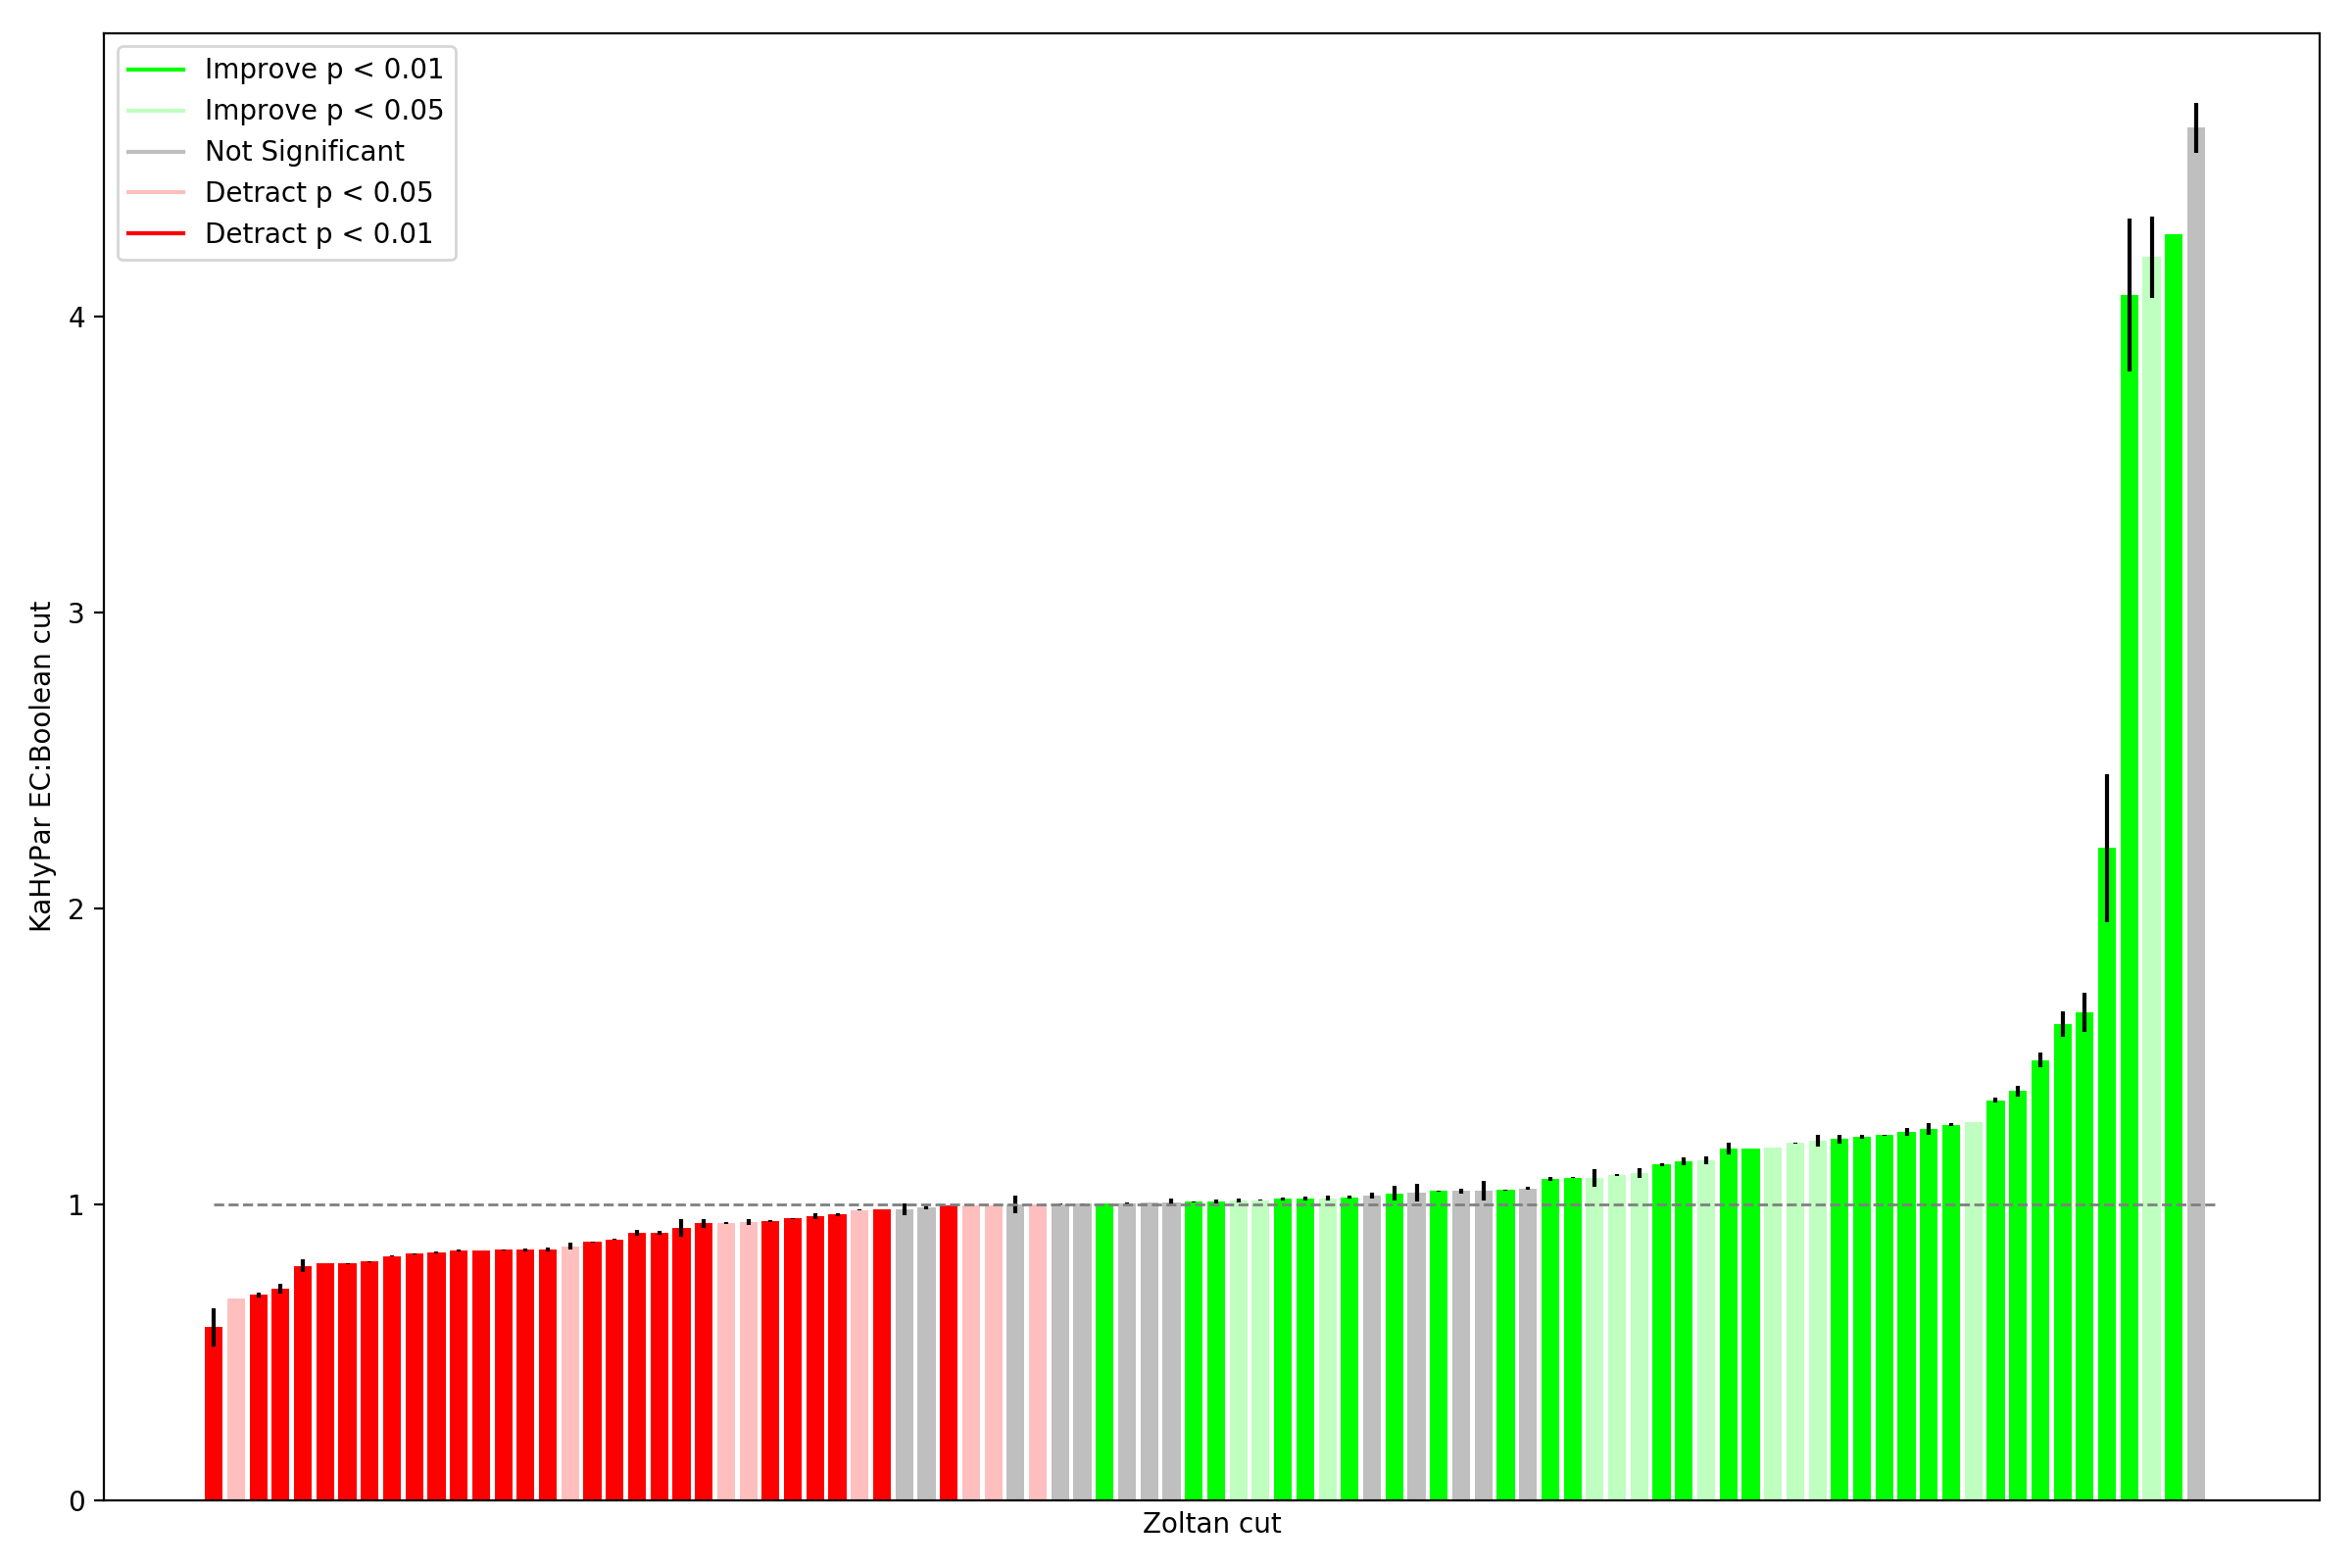 Improve p < 0.01
Improve p < 0.05
Not Significant
Detract p < 0.05
Detract p < 0.01
KaHyPar EC:Boolean cut
4
3
2
1
0
Zoltan cut